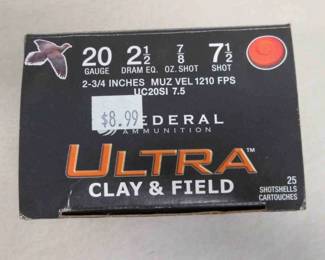 20 2 1/2 7/8 7 1/2
GAUGE DRAM EQ. OZ. SHOT SHOT
2-3/4 INCHES MUZ VEL 1210 FPS
UC20SI 7.5
$8.99
FEDERAL
AMMUNITION
ULTRA™
CLAY & FIELD
25
SHOTSHELLS
CARTOUCHES